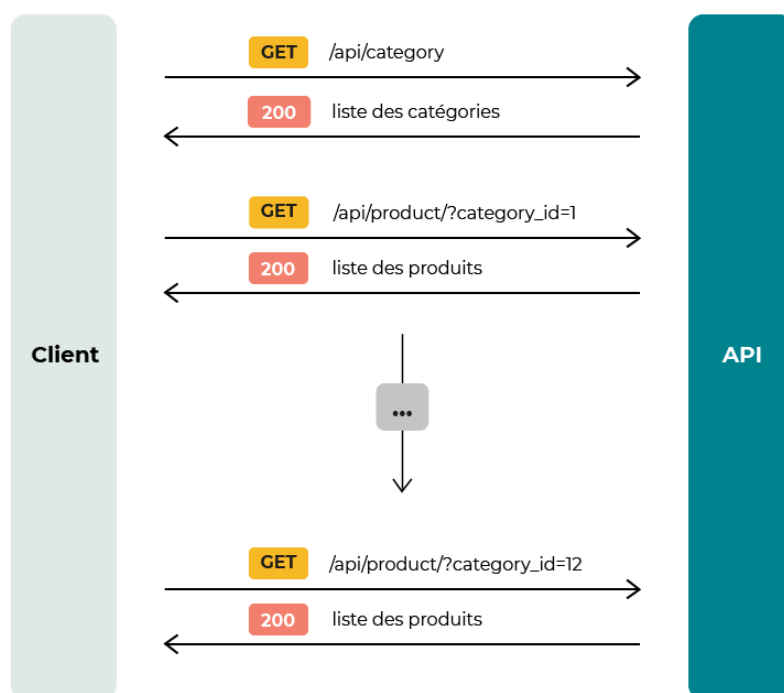 GET /api/category
200 liste des catégories
GET /api/product/?category_id=1
200 liste des produits
Client
API
...
GET /api/product/?category_id=12
200 liste des produits